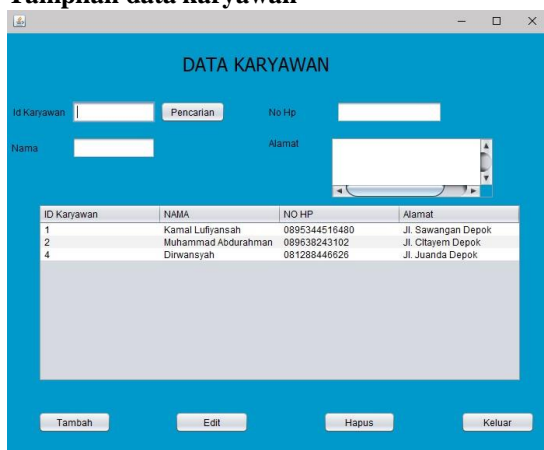 Tampilan data karyawan
DATA KARYAWAN
Id Karyawan Pencarian No Hp
Nama Alamat
ID Karyawan NAMA NO HP Alamat
1 Kamal Lufiyansah 0895344516480 Jl. Sawangan Depok
2 Muhammad Abdurahman 089638243102 Jl. Citayem Depok
4 Dirwansyah 081288446626 Jl. Juanda Depok
Tambah Edit Hapus Keluar